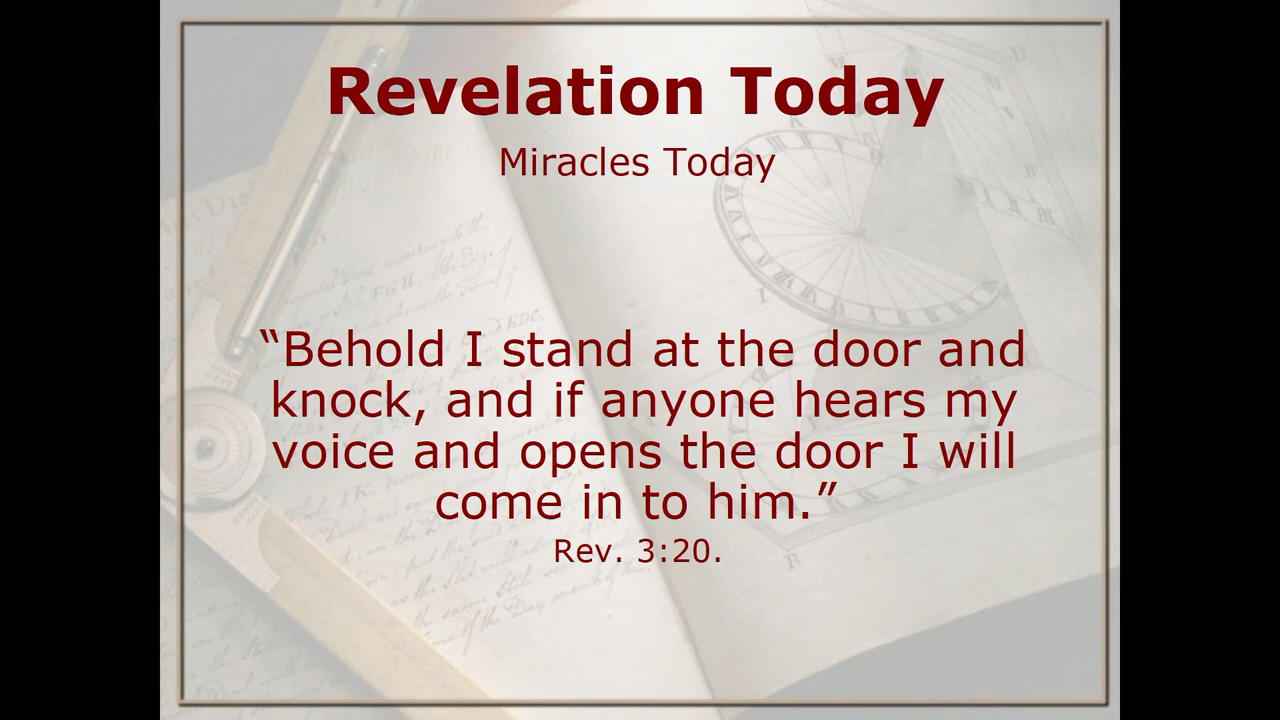 Revelation Today
Miracles Today
“Behold I stand at the door and
knock, and if anyone hears my
voice and opens the door I will
come in to him.”
Rev. 3:20.